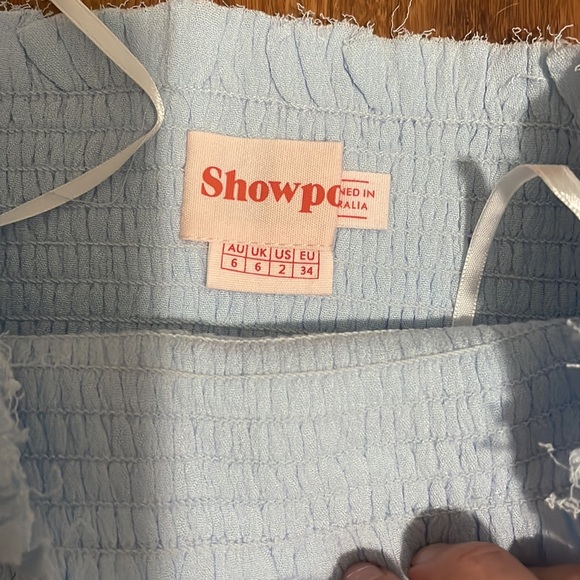 Showpo
NED IN
RALIA
AU UK US EU
6 6 2 34